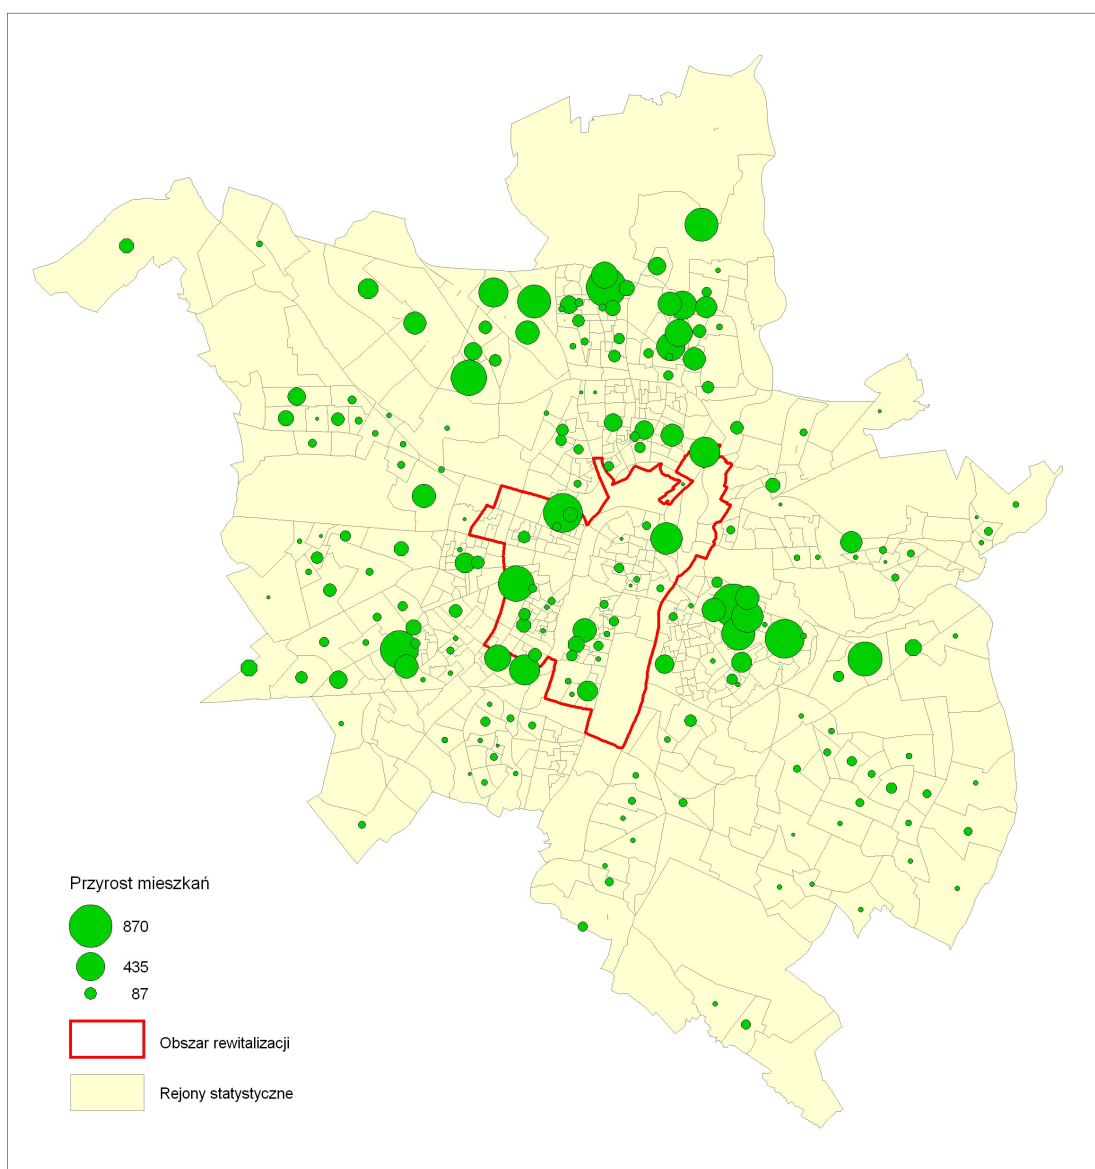 Przyrost mieszkań
870
435
87
Obszar rewitalizacji
Rejony statystyczne